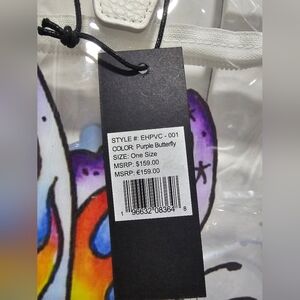 STYLE #: EHPVC - 001
COLOR: Purple Butterfly
SIZE: One Size
MSRP: $159.00
MSRP: €159.00
1 96632 08364 8